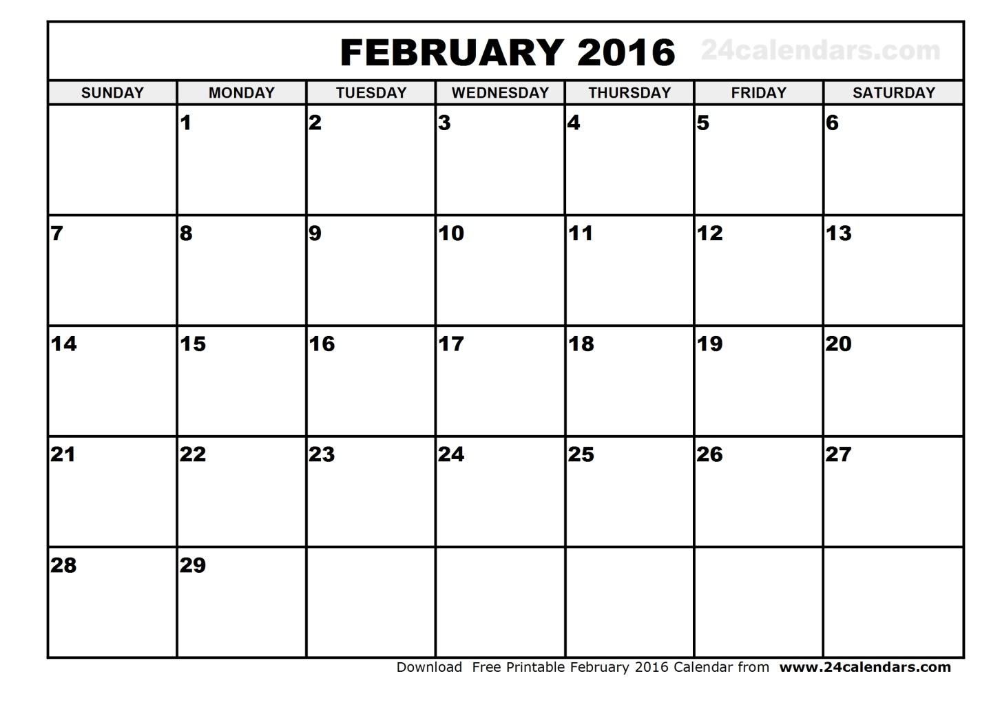 FEBRUARY 2016 24calendars.com
SUNDAY MONDAY TUESDAY WEDNESDAY THURSDAY FRIDAY SATURDAY
1 2 3 4 5 6
7 8 9 10 11 12 13
14 15 16 17 18 19 20
21 22 23 24 25 26 27
28 29
Download Free Printable February 2016 Calendar from www.24calendars.com